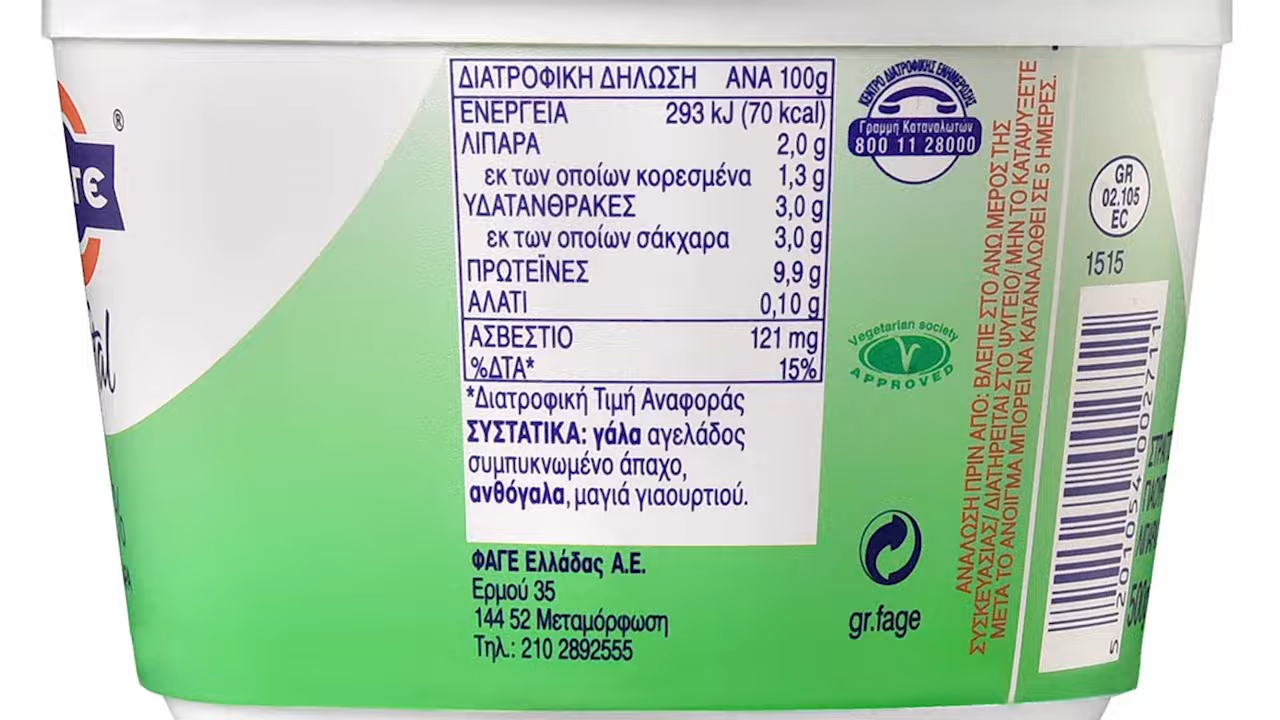 ®
ΔΙΑΤΡΟΦΙΚΗ ΔΗΛΩΣΗ ΑΝΑ 100g
ΕΝΕΡΓΕΙΑ 293 kJ (70 kcal)
ΛΙΠΑΡΑ 2,0 g
εκ των οποίων κορεσμένα 1,3 g
ΥΔΑΤΑΝΘΡΑΚΕΣ 3,0 g
εκ των οποίων σάκχαρα 3,0 g
ΠΡΩΤΕΪΝΕΣ 9,9 g
ΑΛΑΤΙ 0,10 g
ΑΣΒΕΣΤΙΟ 121 mg
%ΔΤΑ* 15%
*Διατροφική Τιμή Αναφοράς
ΣΥΣΤΑΤΙΚΑ: γάλα αγελάδος
συμπυκνωμένο άπαχο,
ανθόγαλα, μαγιά γιαουρτιού.
ΦΑΓΕ Ελλάδας Α.Ε.
Ερμού 35
144 52 Μεταμόρφωση
Τηλ.: 210 2892555
ΚΕΝΤΡΟ ΔΙΑΤΡΟΦΙΚΗΣ ΕΝΗΜΕΡΩΣΗΣ
Γραμμή Καταναλωτών
800 11 28000
Vegetarian society
V
APPROVED
gr.fage
ΑΝΑΛΩΣΗ ΠΡΙΝ ΑΠΟ: ΒΛΕΠΕ ΣΤΟ ΑΝΩ ΜΕΡΟΣ ΤΗΣ
ΣΥΣΚΕΥΑΣΙΑΣ/ ΔΙΑΤΗΡΕΙΤΑΙ ΣΤΟ ΨΥΓΕΙΟ/ ΜΗΝ ΤΟ ΚΑΤΑΨΥΞΕΤΕ
ΜΕΤΑ ΤΟ ΑΝΟΙΓΜΑ ΜΠΟΡΕΙ ΝΑ ΚΑΤΑΝΑΛΩΘΕΙ ΣΕ 5 ΗΜΕΡΕΣ.
GR
02.105
EC
1515
5 201054 002711